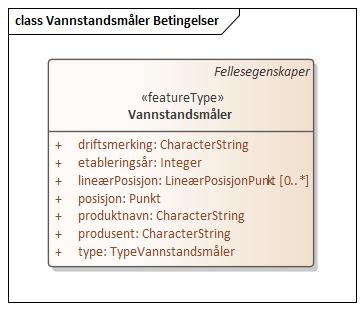 class Vannstandsmåler Betingelser
Fellesegenskaper
«featureType»
Vannstandsmåler
+ driftsmerking: CharacterString
+ etableringsår: Integer
+ lineærPosisjon: LineærPosisjonPunkt [0..*]
+ posisjon: Punkt
+ produktnavn: CharacterString
+ produsent: CharacterString
+ type: TypeVannstandsmåler